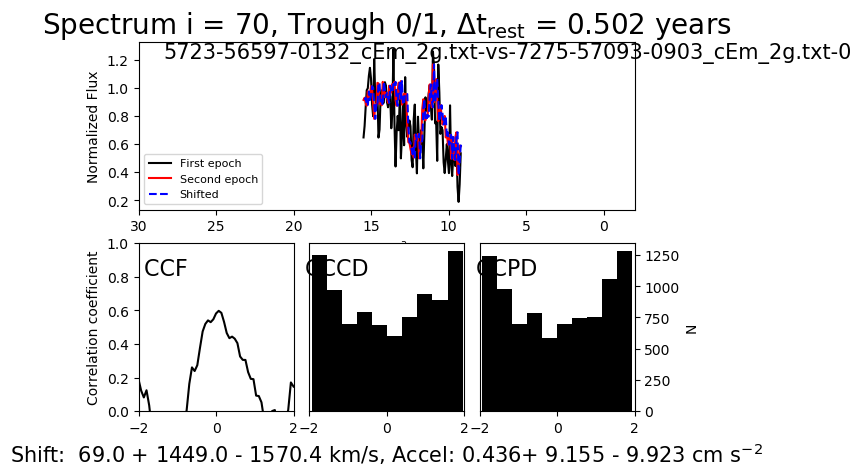 Spectrum i = 70, Trough 0/1, Δt_rest = 0.502 years
5723-56597-0132_cEm_2g.txt-vs-7275-57093-0903_cEm_2g.txt-0
Normalized Flux
1.2
1.0
0.8
0.6
0.4
0.2
First epoch
Second epoch
Shifted
30 25 20 15 10 5 0
Correlation coefficient
1.0
0.8
0.6
0.4
0.2
0.0
CCF
CCCD
CCPD
1250
1000
750
500
250
0
N
−2 0 2
−2 0 2
−2 0 2
Shift: 69.0 + 1449.0 - 1570.4 km/s, Accel: 0.436+ 9.155 - 9.923 cm s⁻²